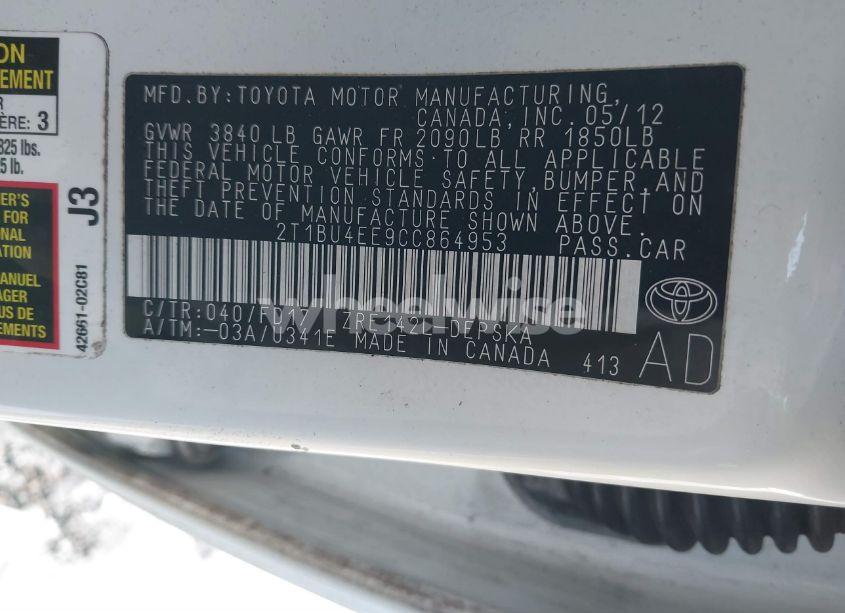 ON
EMENT
R
ÈRE: 3
825 lbs.
5 lb.
ER'S
FOR
ONAL
ATION
ANUEL
AGER
US DE
MENTS
J3
42661-02C81
MFD.BY:TOYOTA MOTOR MANUFACTURING,
CANADA, INC. 05/12
GVWR 3840 LB GAWR FR 2090LB RR 1850LB
THIS VEHICLE CONFORMS TO ALL APPLICABLE
FEDERAL MOTOR VEHICLE SAFETY, BUMPER, AND
THEFT PREVENTION STANDARDS IN EFFECT ON
THE DATE OF MANUFACTURE SHOWN ABOVE.
2T1BU4EE9CC864953 PASS.CAR
C/TR:040/FD17 ZRE142L-DEPSKA
A/TM:-03A/U341E MADE IN CANADA 413
AD
wheelwise